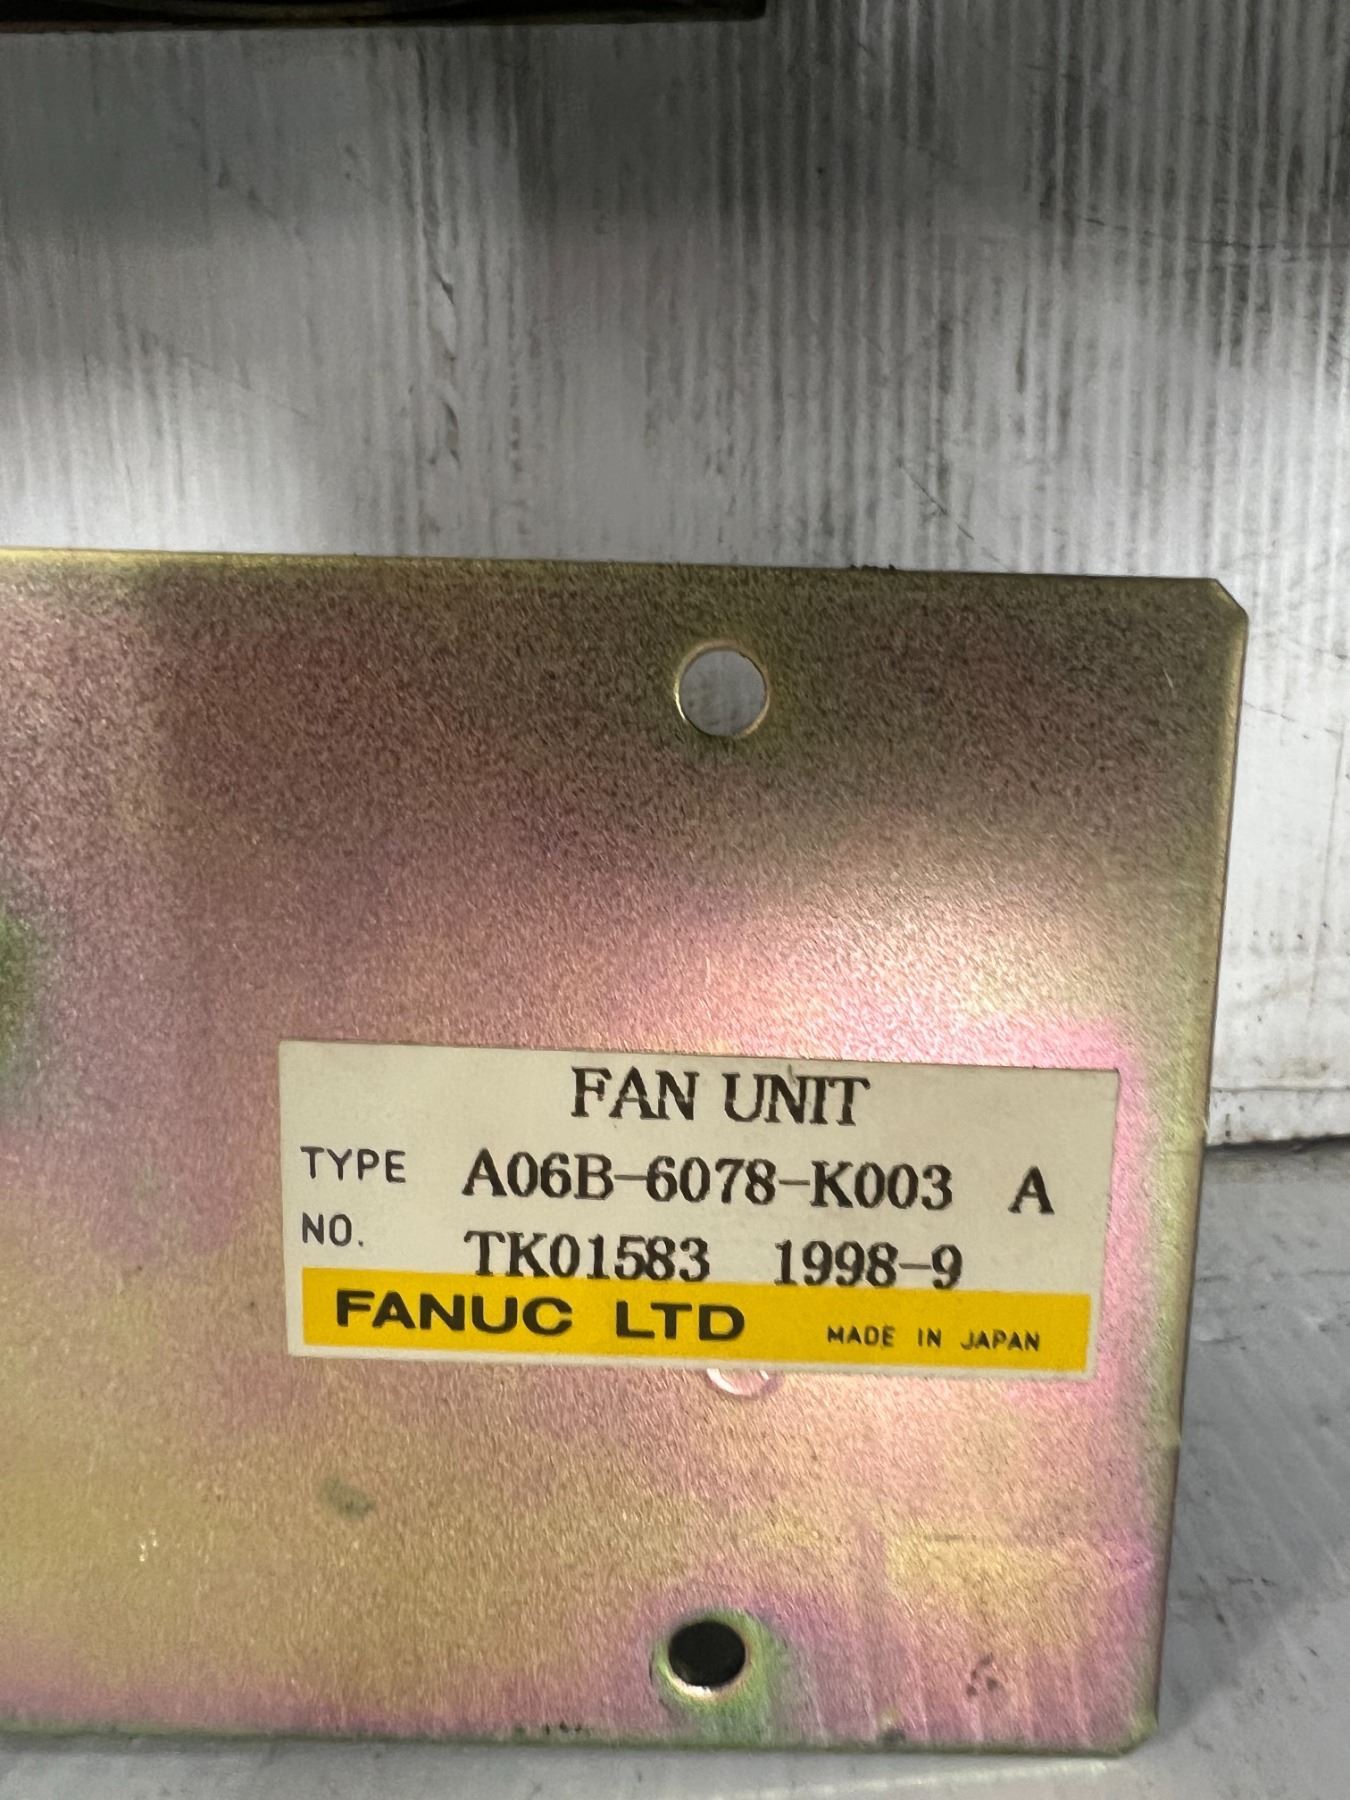 FAN UNIT
TYPE A06B-6078-K003 A
NO. TK01583 1998-9
FANUC LTD MADE IN JAPAN